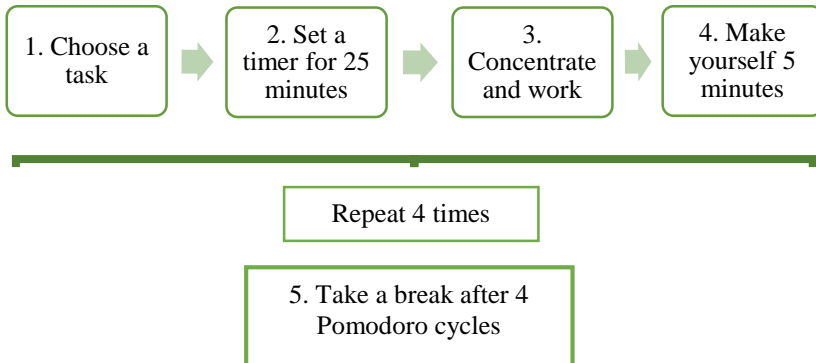 1. Choose a
task
2. Set a
timer for 25
minutes
3.
Concentrate
and work
4. Make
yourself 5
minutes
Repeat 4 times
5. Take a break after 4
Pomodoro cycles